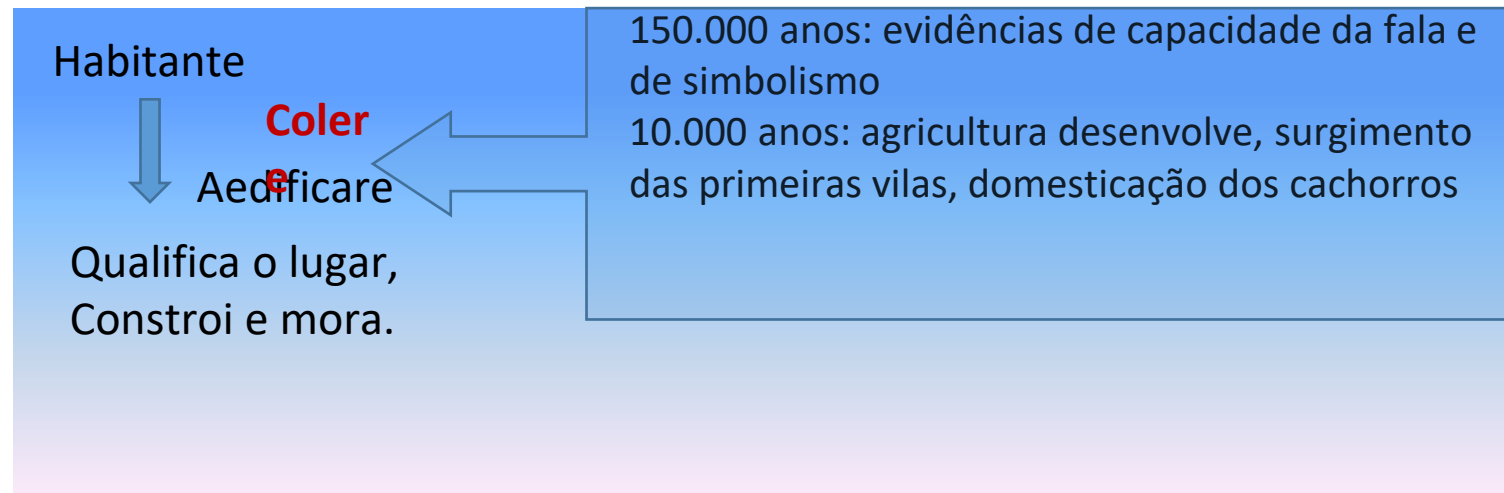 Habitante
Coler
e
Aedificare
Qualifica o lugar,
Constroi e mora.
150.000 anos: evidências de capacidade da fala e
de simbolismo
10.000 anos: agricultura desenvolve, surgimento
das primeiras vilas, domesticação dos cachorros